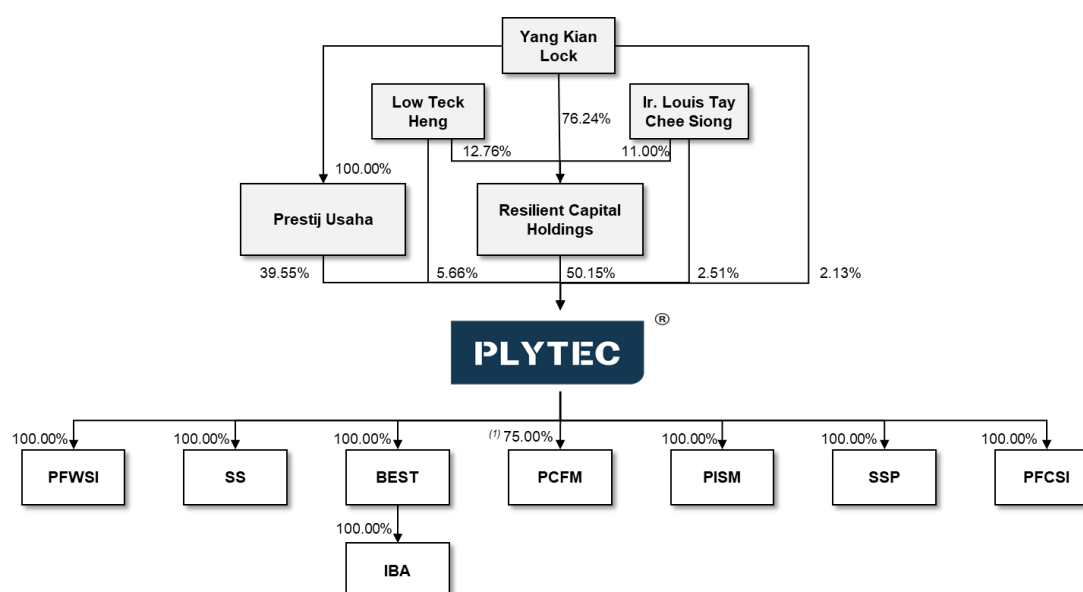 Yang Kian
Lock
Low Teck
Heng
Ir. Louis Tay
Chee Siong
76.24%
12.76%
11.00%
100.00%
Prestij Usaha
Resilient Capital
Holdings
39.55%
5.66%
50.15%
2.51%
2.13%
PLYTEC
®
100.00%
100.00%
100.00%
(1) 75.00%
100.00%
100.00%
100.00%
PFWSI
SS
BEST
PCFM
PISM
SSP
PFCSI
100.00%
IBA